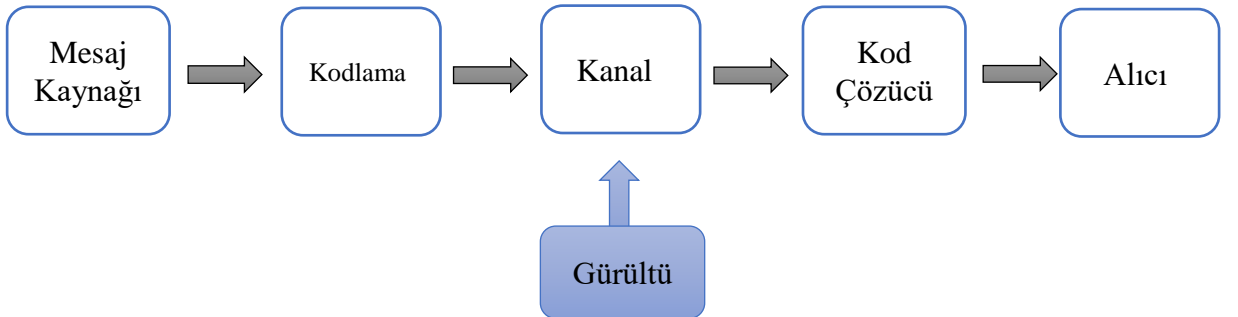 Mesaj
Kaynağı
Kodlama
Kanal
Kod
Çözücü
Alıcı
Gürültü